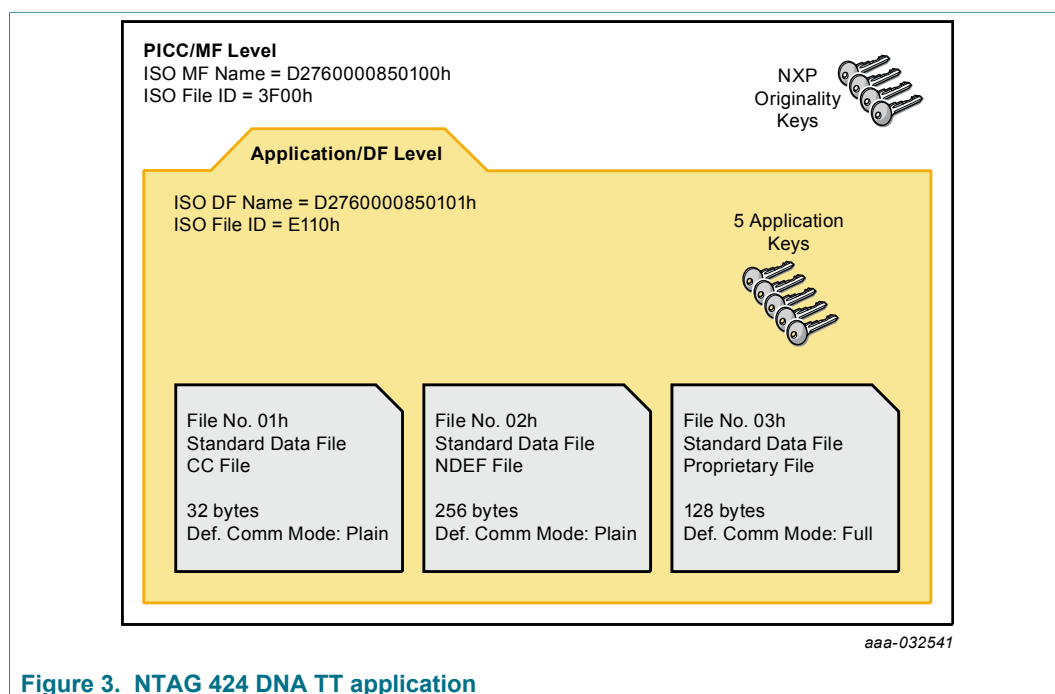 PICC/MF Level
ISO MF Name = D2760000850100h
ISO File ID = 3F00h
NXP
Originality
Keys
Application/DF Level
ISO DF Name = D2760000850101h
ISO File ID = E110h
5 Application
Keys
File No. 01h
Standard Data File
CC File
32 bytes
Def. Comm Mode: Plain
File No. 02h
Standard Data File
NDEF File
256 bytes
Def. Comm Mode: Plain
File No. 03h
Standard Data File
Proprietary File
128 bytes
Def. Comm Mode: Full
aaa-032541
Figure 3. NTAG 424 DNA TT application